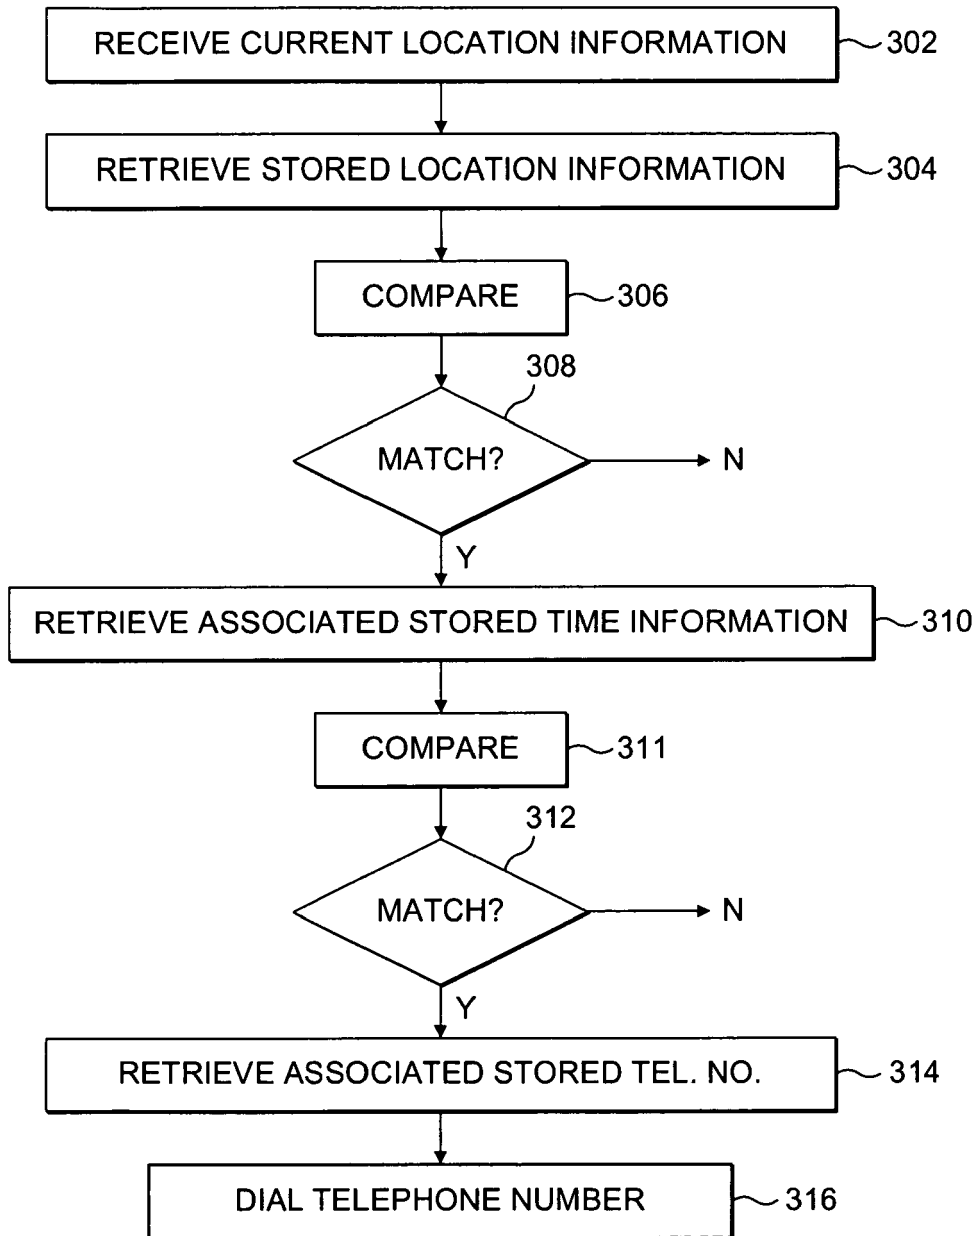 RECEIVE CURRENT LOCATION INFORMATION 302
RETRIEVE STORED LOCATION INFORMATION 304
COMPARE 306
308
MATCH? N
Y
RETRIEVE ASSOCIATED STORED TIME INFORMATION 310
COMPARE 311
312
MATCH? N
Y
RETRIEVE ASSOCIATED STORED TEL. NO. 314
DIAL TELEPHONE NUMBER 316